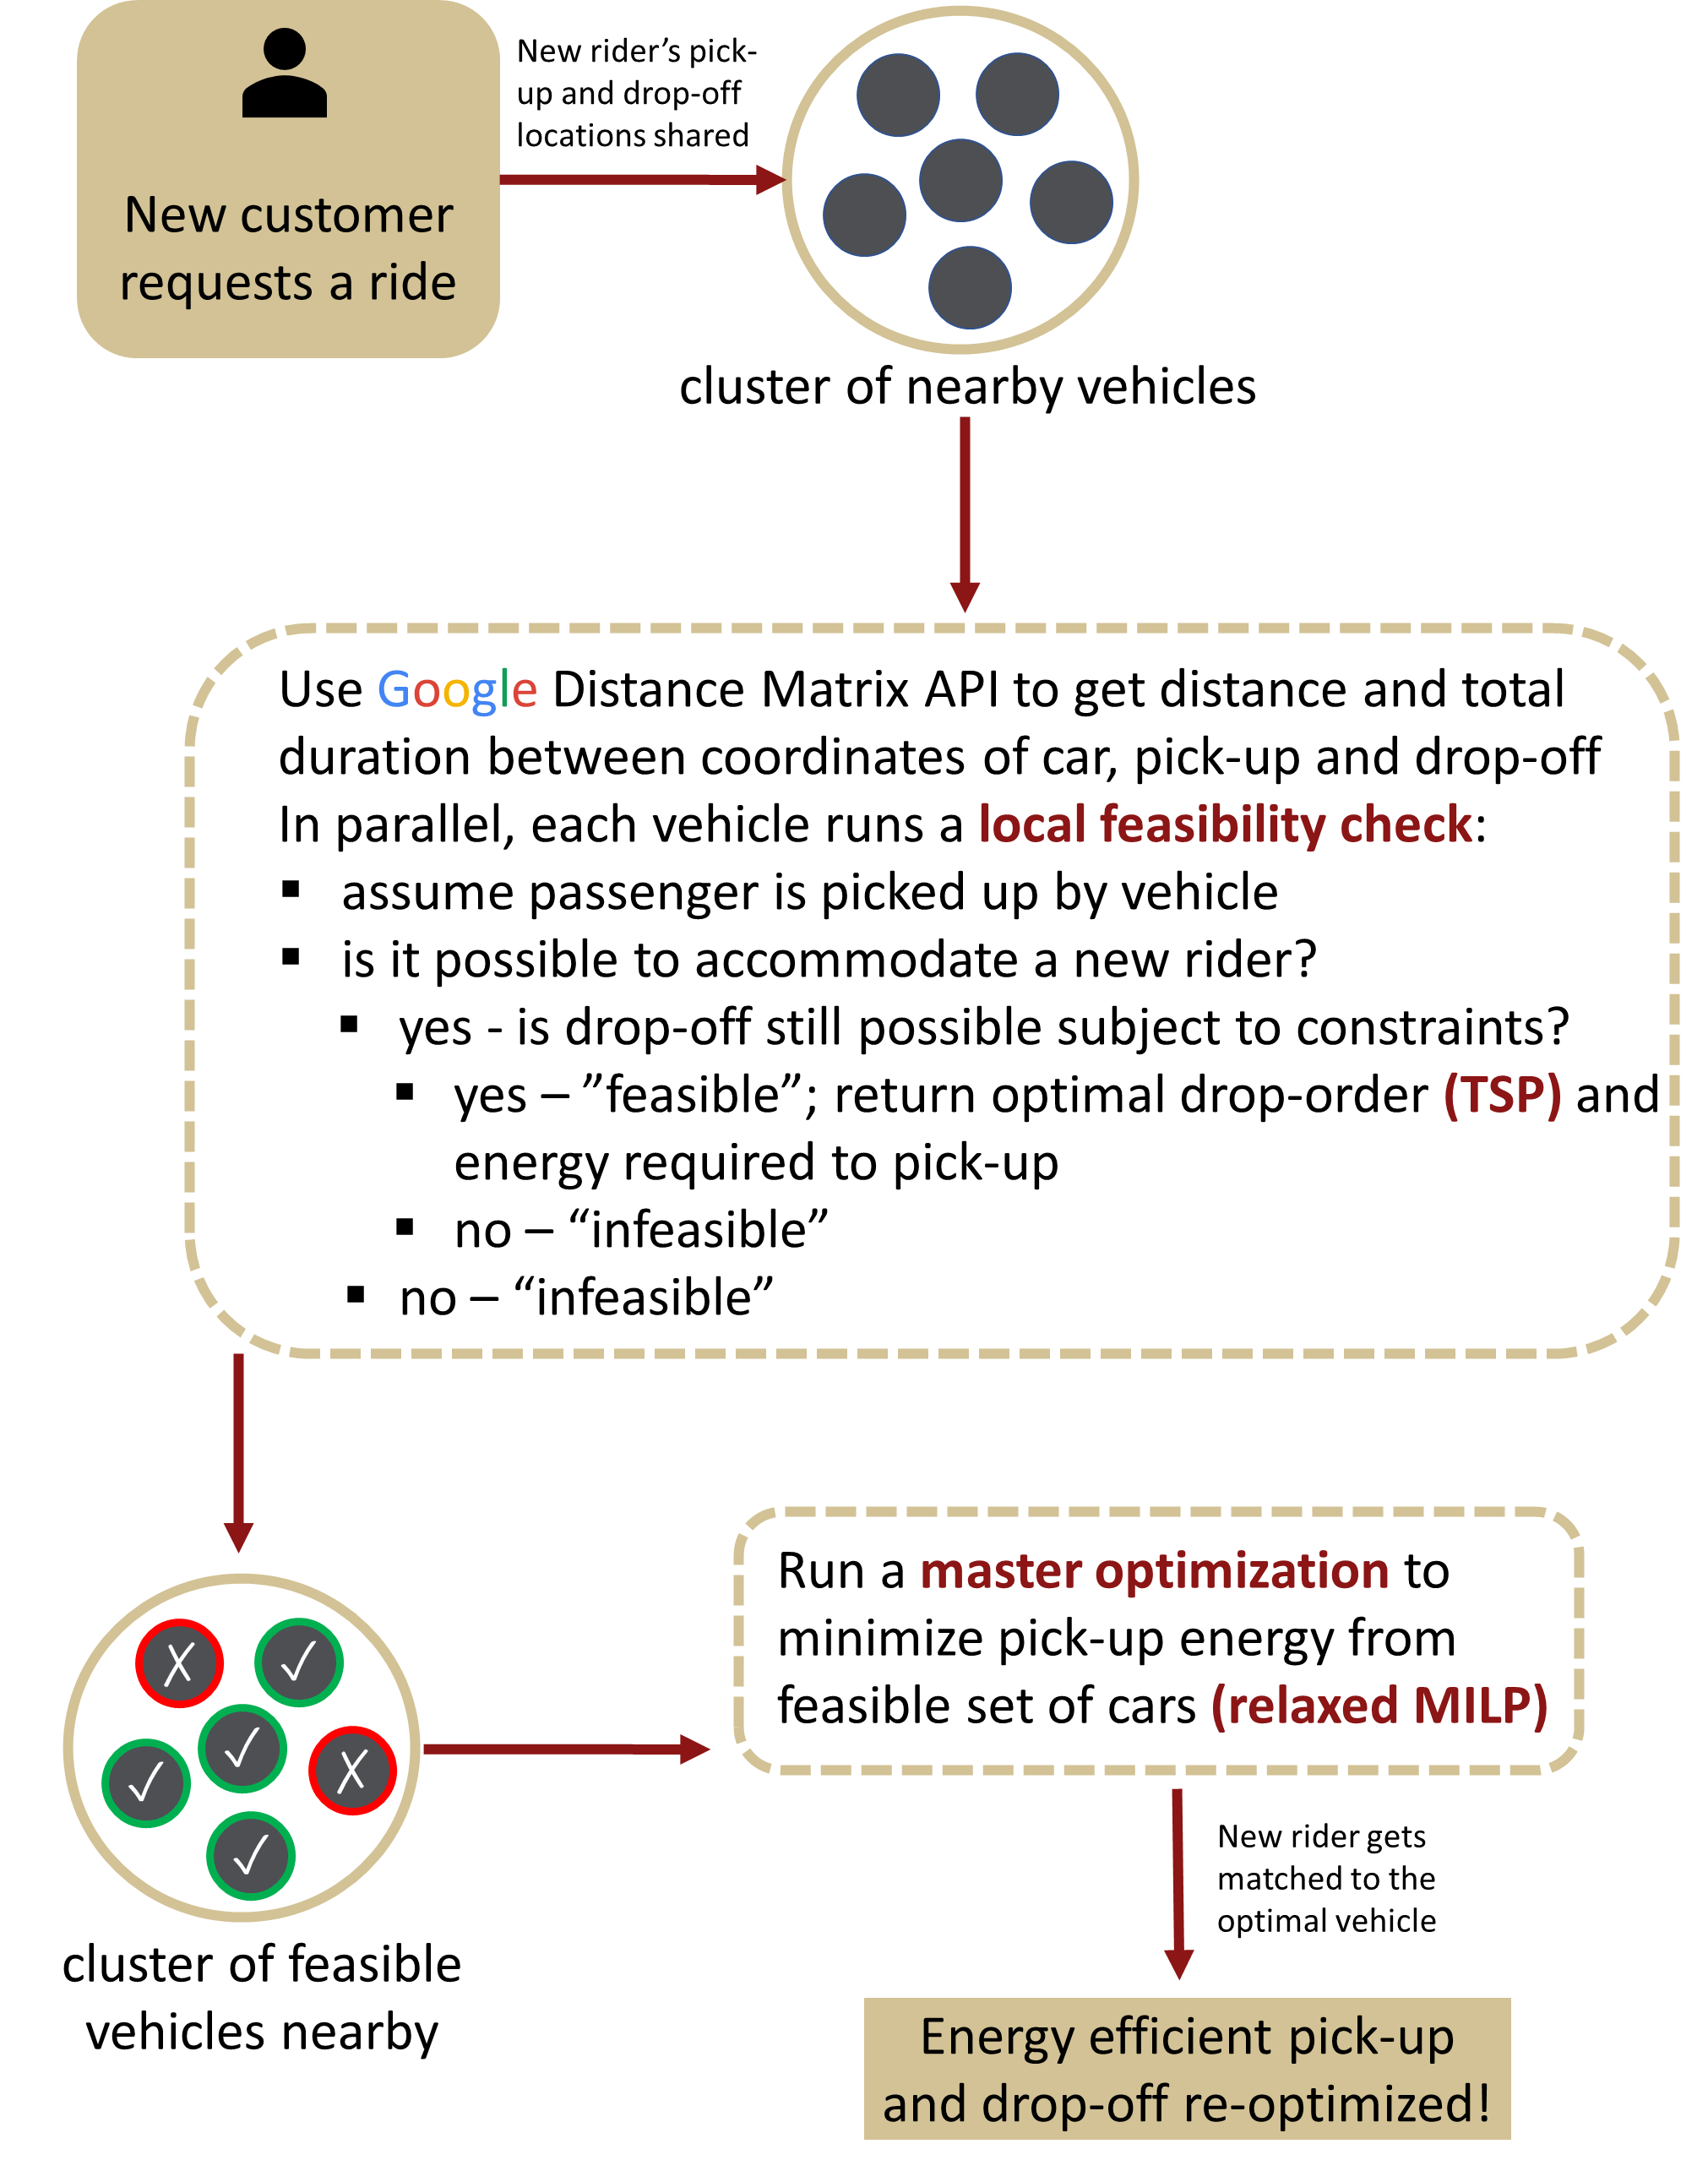 New customer
requests a ride
New rider’s pick-
up and drop-off
locations shared
cluster of nearby vehicles
Use Google Distance Matrix API to get distance and total
duration between coordinates of car, pick-up and drop-off
In parallel, each vehicle runs a local feasibility check:
▪ assume passenger is picked up by vehicle
▪ is it possible to accommodate a new rider?
▪ yes - is drop-off still possible subject to constraints?
▪ yes – ”feasible”; return optimal drop-order (TSP) and
energy required to pick-up
▪ no – “infeasible”
▪ no – “infeasible”
cluster of feasible
vehicles nearby
Run a master optimization to
minimize pick-up energy from
feasible set of cars (relaxed MILP)
New rider gets
matched to the
optimal vehicle
Energy efficient pick-up
and drop-off re-optimized!